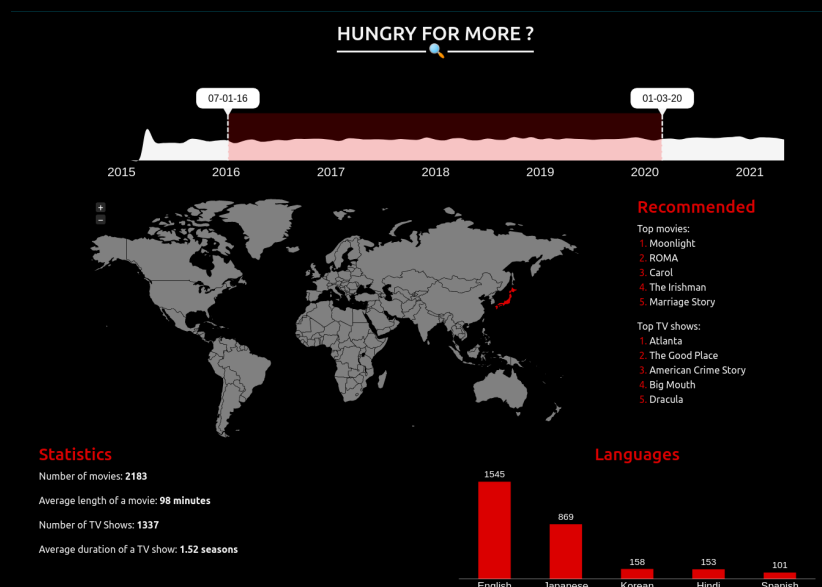 HUNGRY FOR MORE ?
07-01-16
01-03-20
2015 2016 2017 2018 2019 2020 2021
+
−
Recommended
Top movies:
1. Moonlight
2. ROMA
3. Carol
4. The Irishman
5. Marriage Story
Top TV shows:
1. Atlanta
2. The Good Place
3. American Crime Story
4. Big Mouth
5. Dracula
Statistics
Number of movies: 2183
Average length of a movie: 98 minutes
Number of TV Shows: 1337
Average duration of a TV show: 1.52 seasons
Languages
1545
869
158
153
101
English Japanese Korean Hindi Spanish